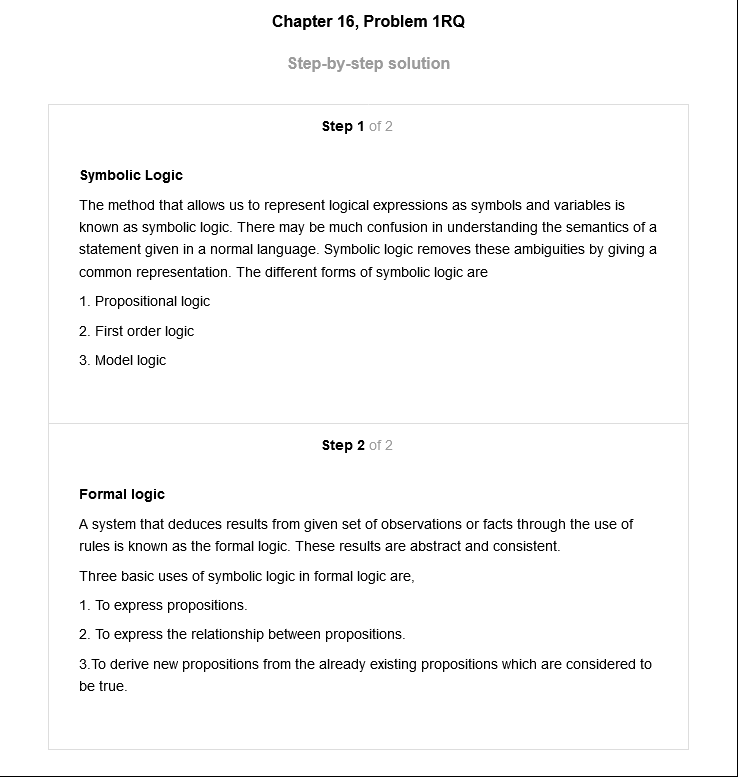 Chapter 16, Problem 1RQ
Step-by-step solution
Step 1 of 2
Symbolic Logic
The method that allows us to represent logical expressions as symbols and variables is
known as symbolic logic. There may be much confusion in understanding the semantics of a
statement given in a normal language. Symbolic logic removes these ambiguities by giving a
common representation. The different forms of symbolic logic are
1. Propositional logic
2. First order logic
3. Model logic
Step 2 of 2
Formal logic
A system that deduces results from given set of observations or facts through the use of
rules is known as the formal logic. These results are abstract and consistent.
Three basic uses of symbolic logic in formal logic are,
1. To express propositions.
2. To express the relationship between propositions.
3.To derive new propositions from the already existing propositions which are considered to
be true.